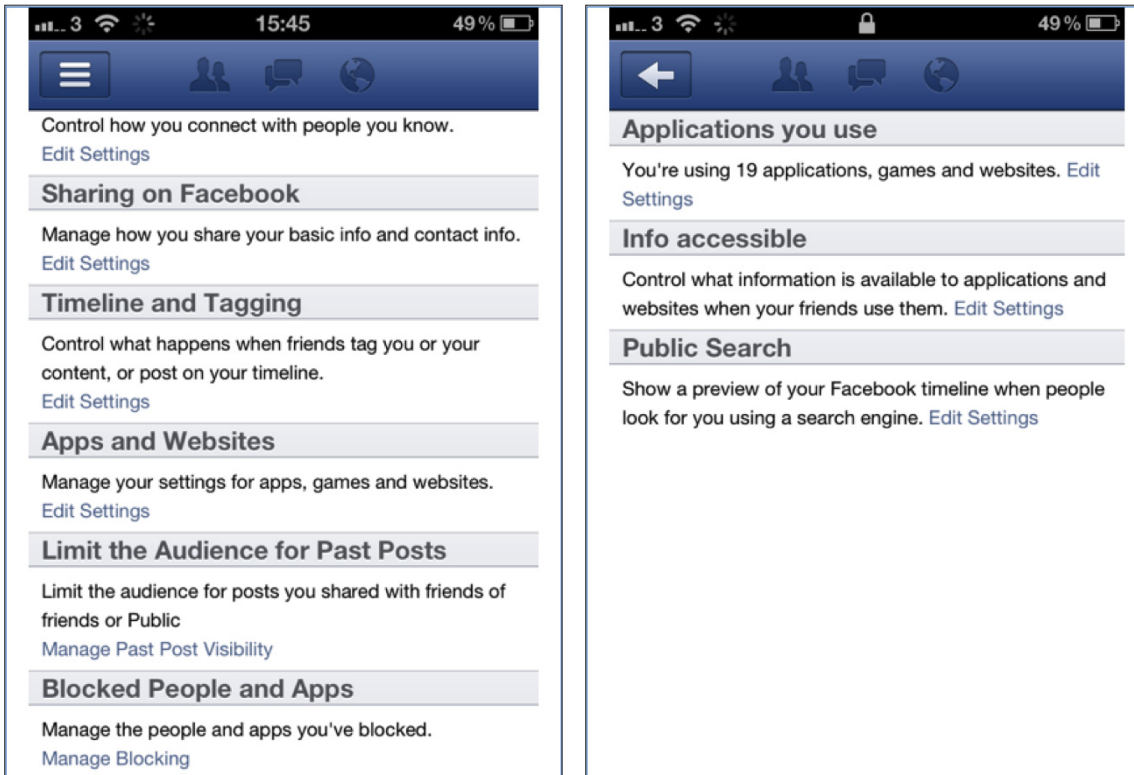 3 15:45 49%
Control how you connect with people you know.
Edit Settings
Sharing on Facebook
Manage how you share your basic info and contact info.
Edit Settings
Timeline and Tagging
Control what happens when friends tag you or your
content, or post on your timeline.
Edit Settings
Apps and Websites
Manage your settings for apps, games and websites.
Edit Settings
Limit the Audience for Past Posts
Limit the audience for posts you shared with friends of
friends or Public
Manage Past Post Visibility
Blocked People and Apps
Manage the people and apps you've blocked.
Manage Blocking
3 49%
Applications you use
You're using 19 applications, games and websites. Edit
Settings
Info accessible
Control what information is available to applications and
websites when your friends use them. Edit Settings
Public Search
Show a preview of your Facebook timeline when people
look for you using a search engine. Edit Settings